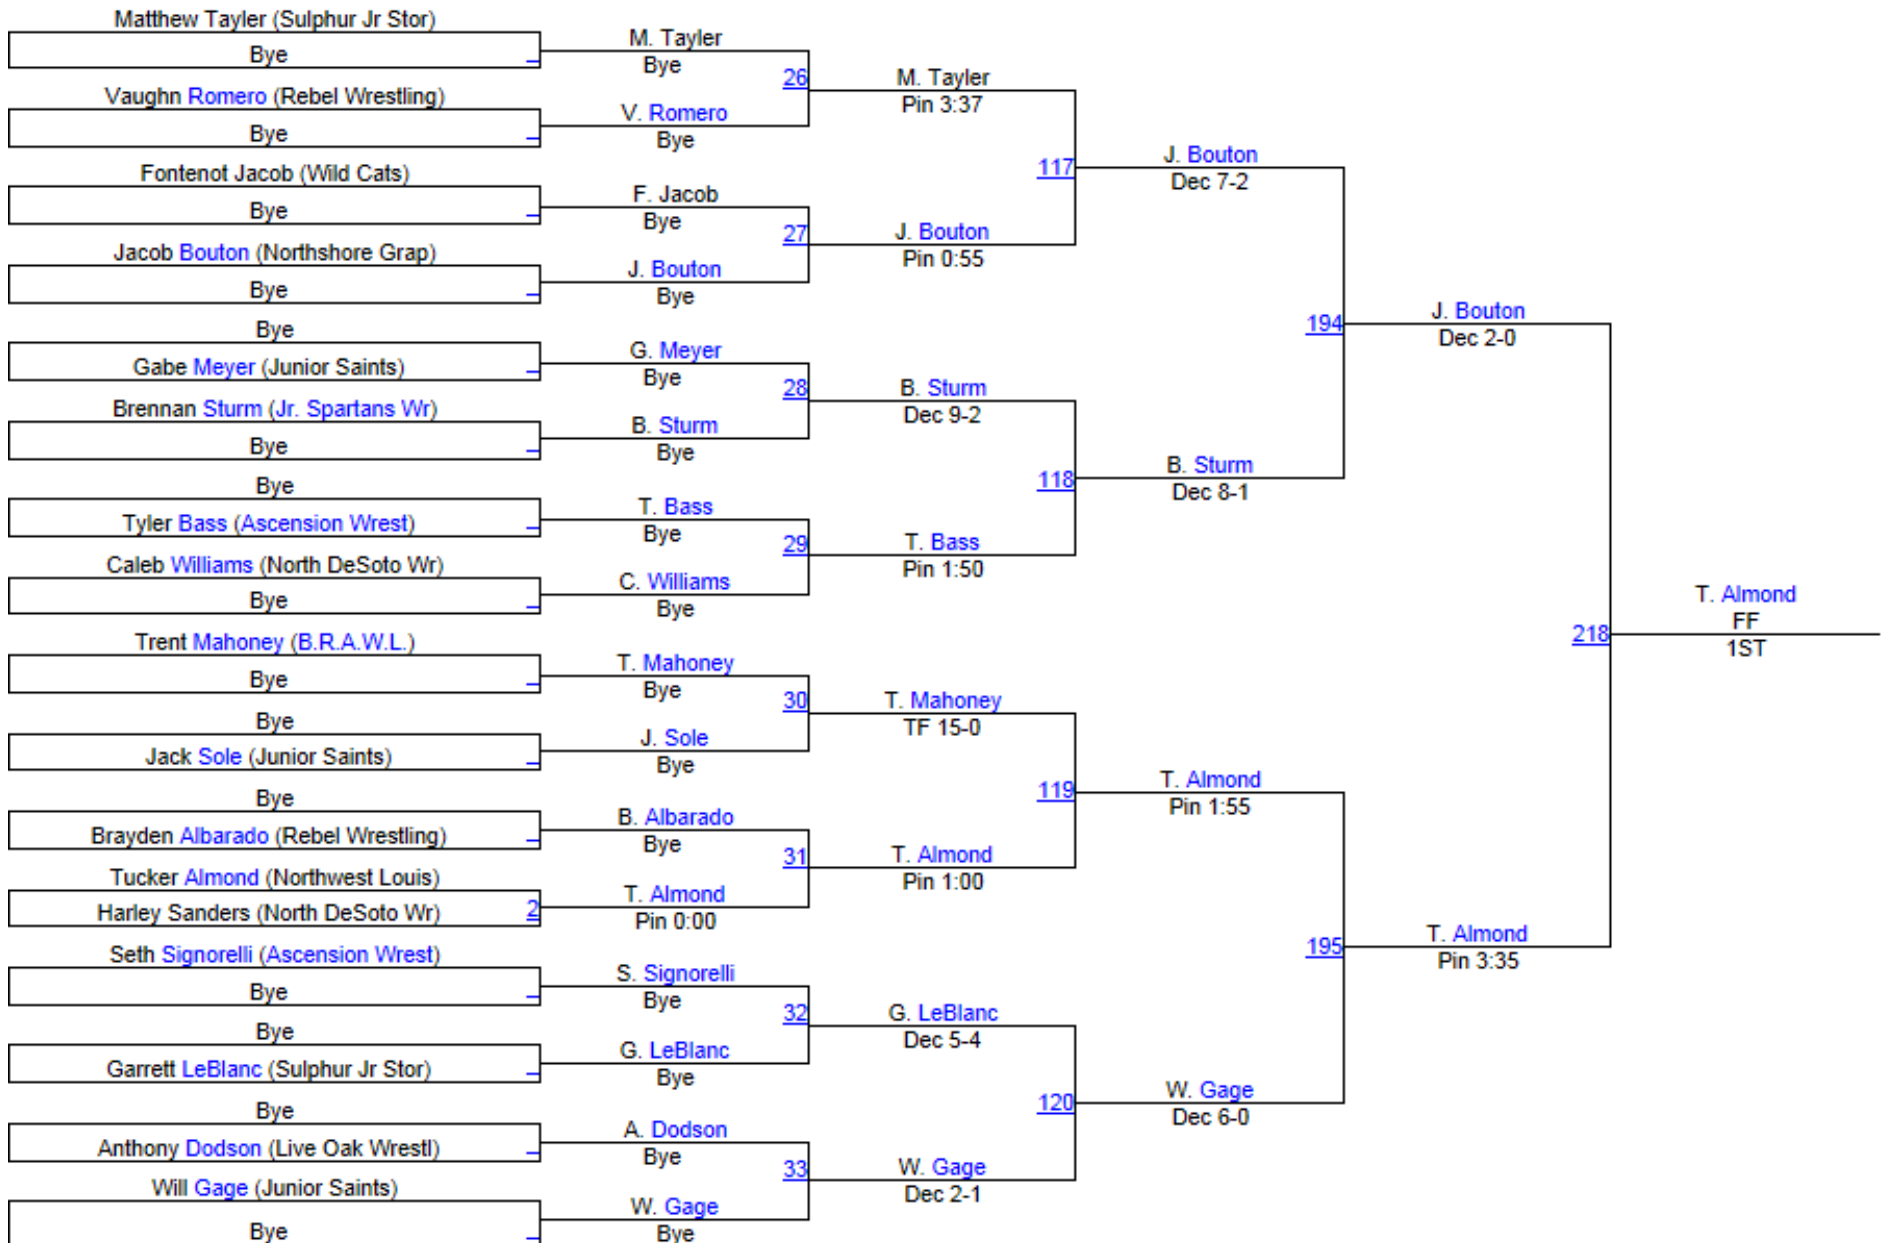 Matthew Tayler (Sulphur Jr Stor)
Bye
Vaughn Romero (Rebel Wrestling)
Bye
Fontenot Jacob (Wild Cats)
Bye
Jacob Bouton (Northshore Grap)
Bye
Bye
Gabe Meyer (Junior Saints)
Brennan Sturm (Jr. Spartans Wr)
Bye
Bye
Tyler Bass (Ascension Wrest)
Caleb Williams (North DeSoto Wr)
Bye
Trent Mahoney (B.R.A.W.L.)
Bye
Bye
Jack Sole (Junior Saints)
Bye
Brayden Albarado (Rebel Wrestling)
Tucker Almond (Northwest Louis)
Harley Sanders (North DeSoto Wr) 2
Seth Signorelli (Ascension Wrest)
Bye
Bye
Garrett LeBlanc (Sulphur Jr Stor)
Bye
Anthony Dodson (Live Oak Wrestl)
Will Gage (Junior Saints)
Bye
M. Tayler
Bye
26
V. Romero
Bye
F. Jacob
Bye
27
J. Bouton
Bye
G. Meyer
Bye
28
B. Sturm
Bye
T. Bass
Bye
29
C. Williams
Bye
T. Mahoney
Bye
30
J. Sole
Bye
B. Albarado
Bye
31
T. Almond
Pin 0:00
S. Signorelli
Bye
32
G. LeBlanc
Bye
A. Dodson
Bye
33
W. Gage
Bye
M. Tayler
Pin 3:37
117
J. Bouton
Pin 0:55
B. Sturm
Dec 9-2
118
T. Bass
Pin 1:50
T. Mahoney
TF 15-0
119
T. Almond
Pin 1:00
G. LeBlanc
Dec 5-4
120
W. Gage
Dec 2-1
J. Bouton
Dec 7-2
194
B. Sturm
Dec 8-1
T. Almond
Pin 1:55
195
W. Gage
Dec 6-0
J. Bouton
Dec 2-0
218
T. Almond
Pin 3:35
T. Almond
FF
1ST